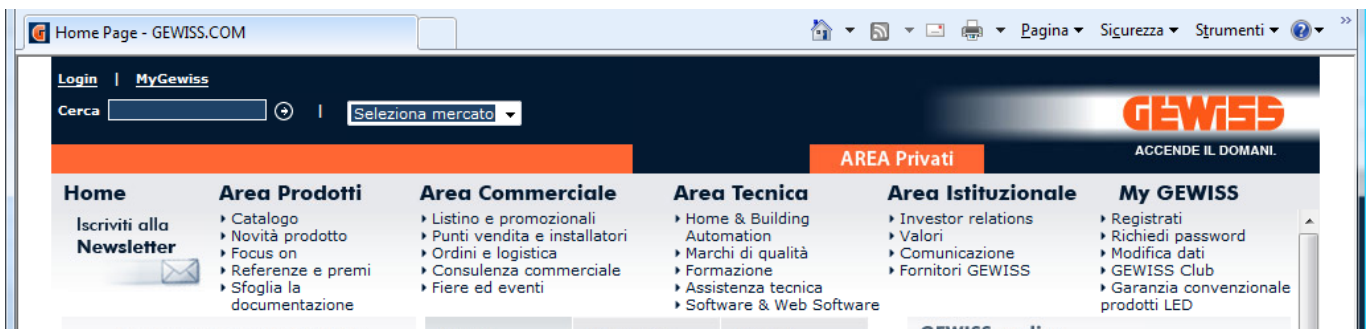 Home Page - GEWISS.COM
Pagina
Sicurezza
Strumenti
Login | MyGewiss
Cerca | Seleziona mercato
GEWISS
ACCENDE IL DOMANI.
AREA Privati
Home
Iscriviti alla
Newsletter
Area Prodotti
Catalogo
Novità prodotto
Focus on
Referenze e premi
Sfoglia la
documentazione
Area Commerciale
Listino e promozionali
Punti vendita e installatori
Ordini e logistica
Consulenza commerciale
Fiere ed eventi
Area Tecnica
Home & Building
Automation
Marchi di qualità
Formazione
Assistenza tecnica
Software & Web Software
Area Istituzionale
Investor relations
Valori
Comunicazione
Fornitori GEWISS
My GEWISS
Registrati
Richiedi password
Modifica dati
GEWISS Club
Garanzia convenzionale
prodotti LED